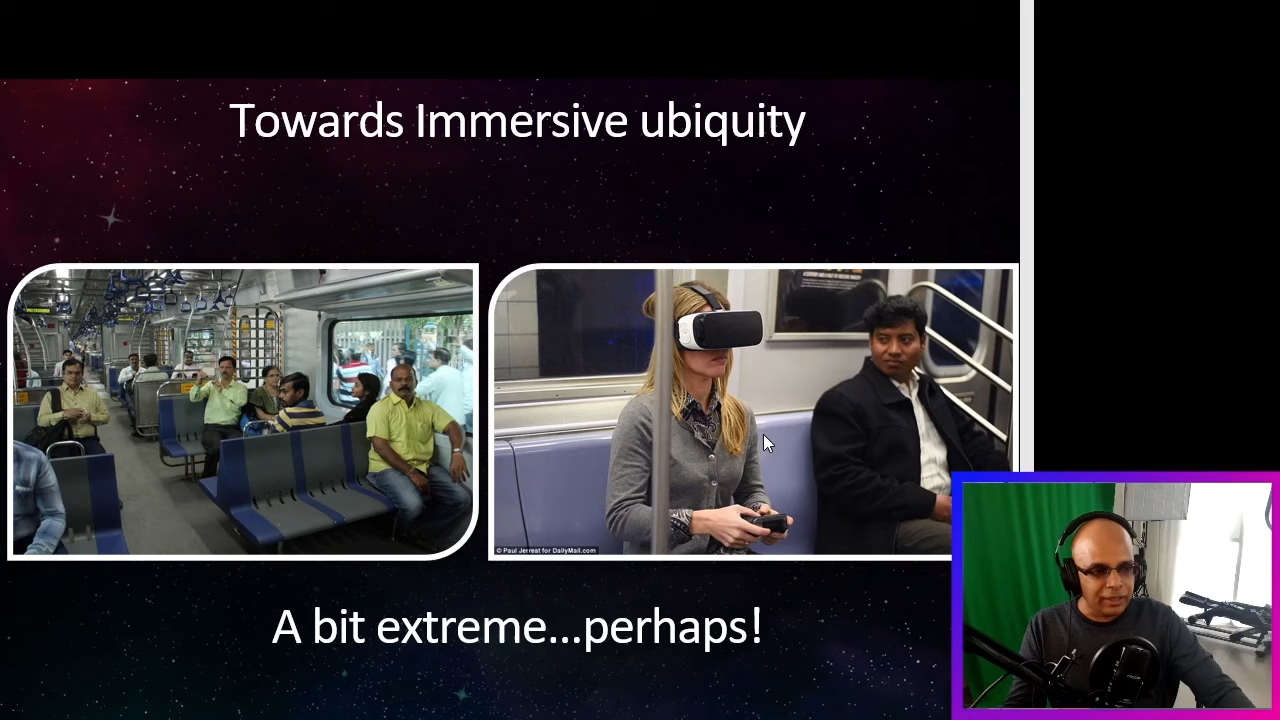 Towards Immersive ubiquity
© Paul Jerreat for DailyMail.com
A bit extreme...perhaps!